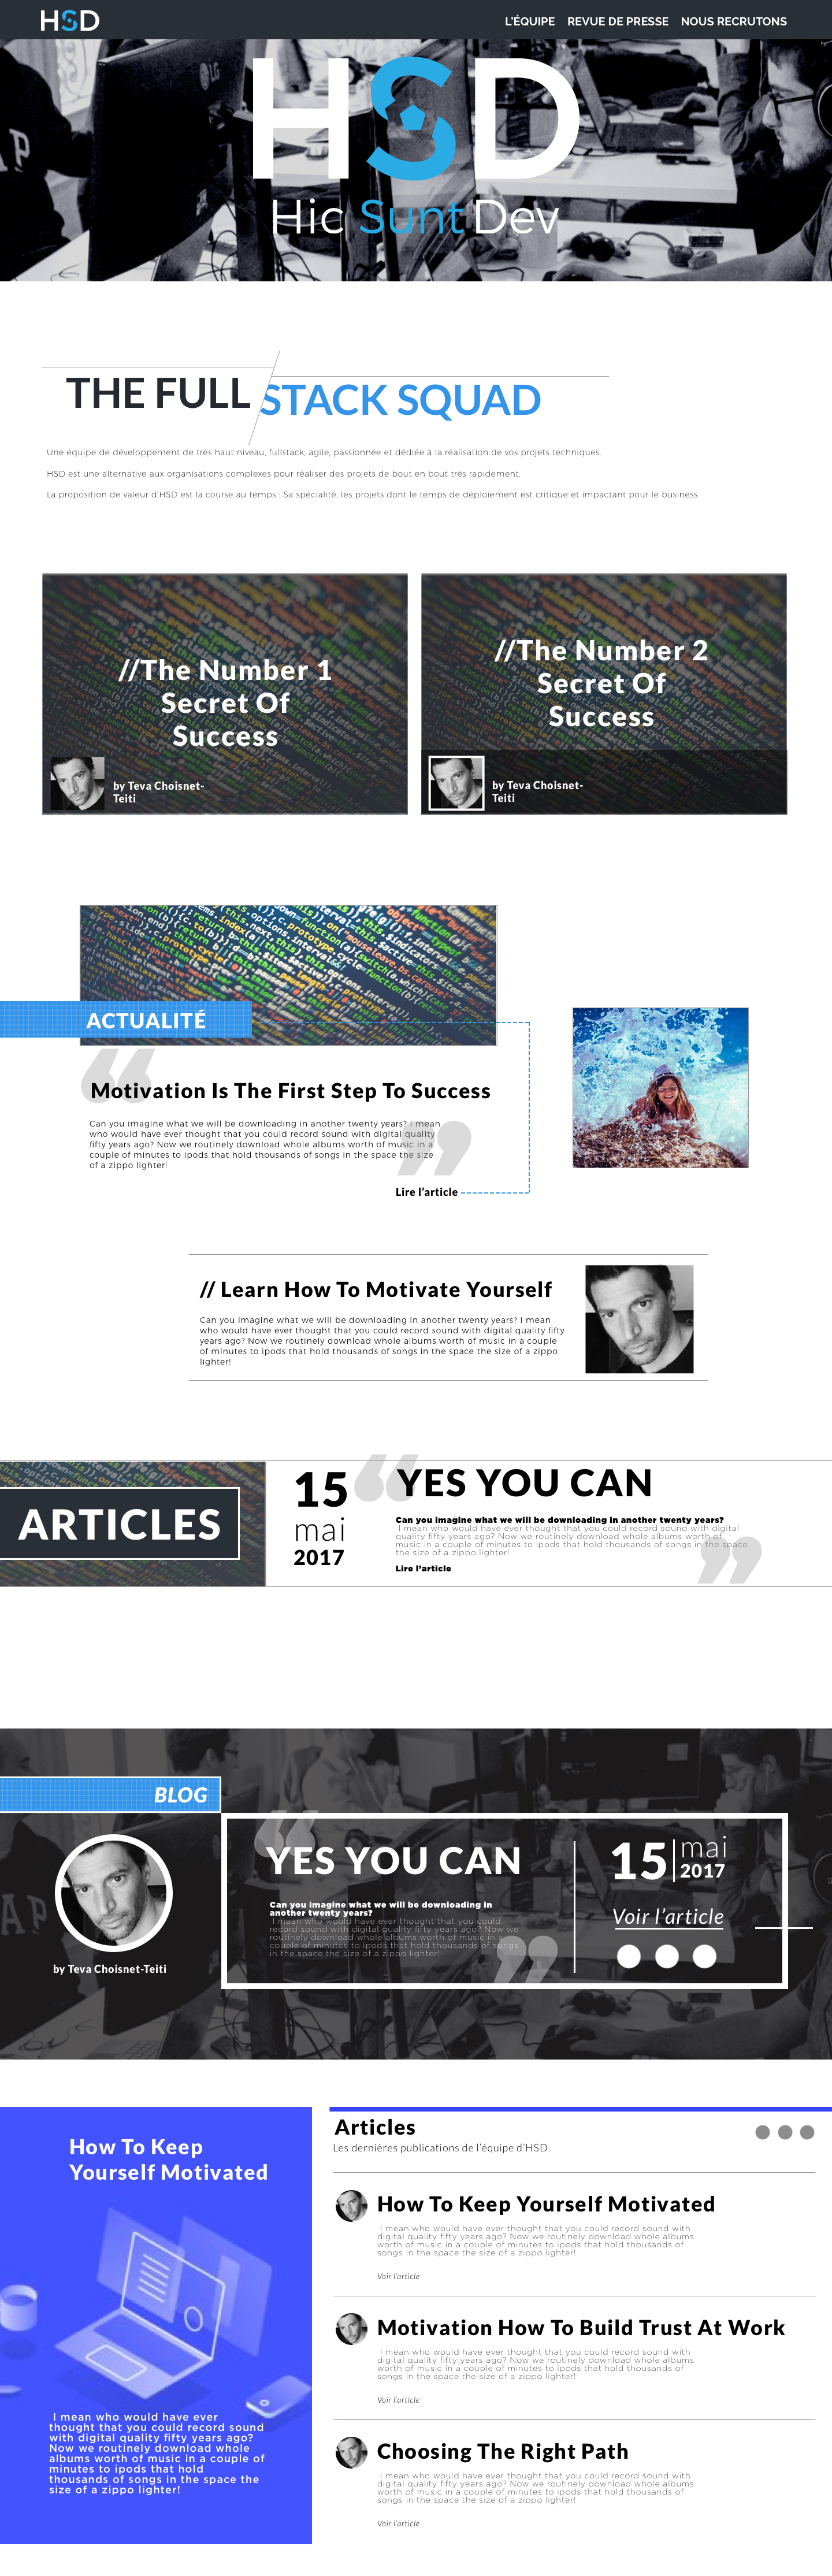 HSD
L'ÉQUIPE REVUE DE PRESSE NOUS RECRUTONS
HSD
Hic Sunt Dev
THE FULL STACK SQUAD
Une équipe de développement de très haut niveau, fullstack, agile, passionnée et dédiée à la réalisation de vos projets techniques.
HSD est une alternative aux organisations complexes pour réaliser des projets de bout en bout très rapidement.
La proposition de valeur d'HSD est la course au temps : Sa spécialité, les projets dont le temps de déploiement est critique et impactant pour le business.
//The Number 1
Secret Of
Success
by Teva Choisnet-
Teiti
//The Number 2
Secret Of
Success
by Teva Choisnet-
Teiti
ACTUALITÉ
Motivation Is The First Step To Success
Can you imagine what we will be downloading in another twenty years? I mean
who would have ever thought that you could record sound with digital quality
fifty years ago? Now we routinely download whole albums worth of music in a
couple of minutes to ipods that hold thousands of songs in the space the size
of a zippo lighter!
Lire l'article
// Learn How To Motivate Yourself
Can you imagine what we will be downloading in another twenty years? I mean
who would have ever thought that you could record sound with digital quality fifty
years ago? Now we routinely download whole albums worth of music in a couple
of minutes to ipods that hold thousands of songs in the space the size of a zippo
lighter!
ARTICLES
15
mai
2017
YES YOU CAN
Can you imagine what we will be downloading in another twenty years?
I mean who would have ever thought that you could record sound with digital
quality fifty years ago? Now we routinely download whole albums worth of
music in a couple of minutes to ipods that hold thousands of songs in the space
the size of a zippo lighter!
Lire l'article
BLOG
by Teva Choisnet-Teiti
YES YOU CAN
Can you imagine what we will be downloading in
another twenty years?
I mean who would have ever thought that you could
record sound with digital quality fifty years ago? Now we
routinely download whole albums worth of music in a
couple of minutes to ipods that hold thousands of songs
in the space the size of a zippo lighter!
15 mai
2017
Voir l'article
How To Keep
Yourself Motivated
I mean who would have ever
thought that you could record sound
with digital quality fifty years ago?
Now we routinely download whole
albums worth of music in a couple of
minutes to ipods that hold
thousands of songs in the space the
size of a zippo lighter!
Articles
Les dernières publications de l'équipe d'HSD
How To Keep Yourself Motivated
I mean who would have ever thought that you could record sound with
digital quality fifty years ago? Now we routinely download whole albums
worth of music in a couple of minutes to ipods that hold thousands of
songs in the space the size of a zippo lighter!
Voir l'article
Motivation How To Build Trust At Work
I mean who would have ever thought that you could record sound with
digital quality fifty years ago? Now we routinely download whole albums
worth of music in a couple of minutes to ipods that hold thousands of
songs in the space the size of a zippo lighter!
Voir l'article
Choosing The Right Path
I mean who would have ever thought that you could record sound with
digital quality fifty years ago? Now we routinely download whole albums
worth of music in a couple of minutes to ipods that hold thousands of
songs in the space the size of a zippo lighter!
Voir l'article